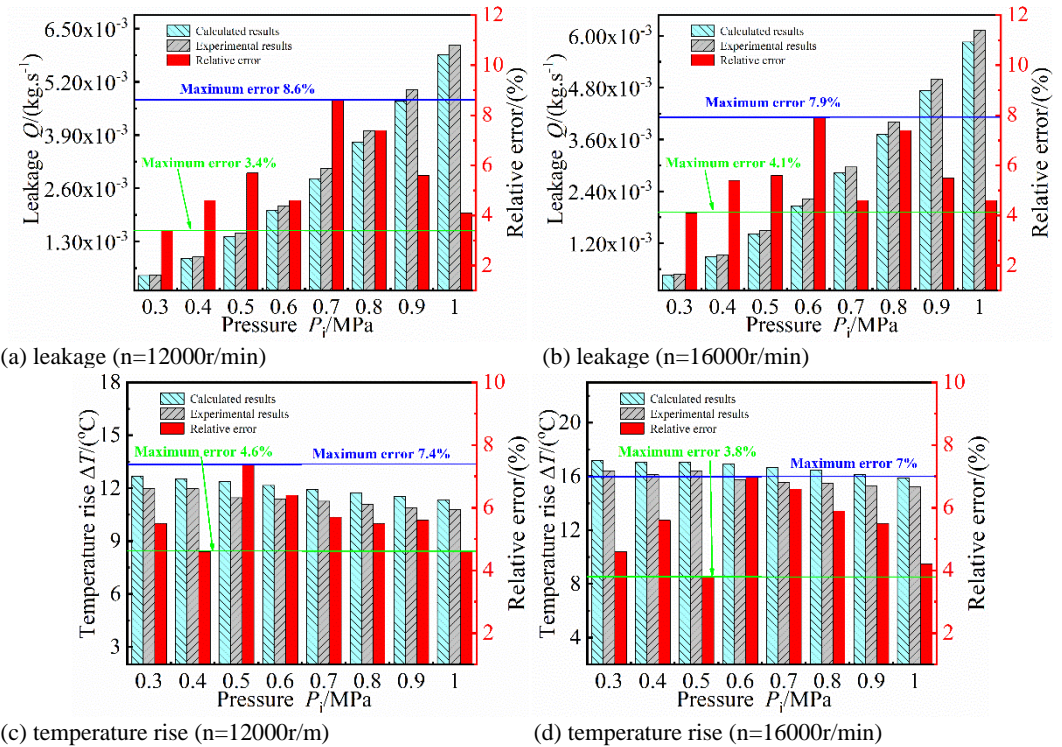 6.50x10⁻³
5.20x10⁻³
3.90x10⁻³
2.60x10⁻³
1.30x10⁻³
Leakage Q/(kg.s⁻¹)
Calculated results
Experimental results
Relative error
Maximum error 8.6%
Maximum error 3.4%
12
10
8
6
4
2
Relative error/(%)
0.3 0.4 0.5 0.6 0.7 0.8 0.9 1
Pressure Pᵢ/MPa
(a) leakage (n=12000r/min)
6.00x10⁻³
4.80x10⁻³
3.60x10⁻³
2.40x10⁻³
1.20x10⁻³
Leakage Q/(kg.s⁻¹)
Calculated results
Experimental results
Relative error
Maximum error 7.9%
Maximum error 4.1%
12
10
8
6
4
2
Relative error/(%)
0.3 0.4 0.5 0.6 0.7 0.8 0.9 1
Pressure Pᵢ/MPa
(b) leakage (n=16000r/min)
18
15
12
9
6
3
Temperature rise ΔT/(°C)
Calculated results
Experimental results
Relative error
Maximum error 4.6%
Maximum error 7.4%
10
8
6
4
2
Relative error/(%)
0.3 0.4 0.5 0.6 0.7 0.8 0.9 1
Pressure Pᵢ/MPa
(c) temperature rise (n=12000r/m)
20
16
12
8
4
Temperature rise ΔT/(°C)
Calculated results
Experimental results
Relative error
Maximum error 3.8%
Maximum error 7%
10
8
6
4
2
Relative error/(%)
0.3 0.4 0.5 0.6 0.7 0.8 0.9 1
Pressure Pᵢ/MPa
(d) temperature rise (n=16000r/min)